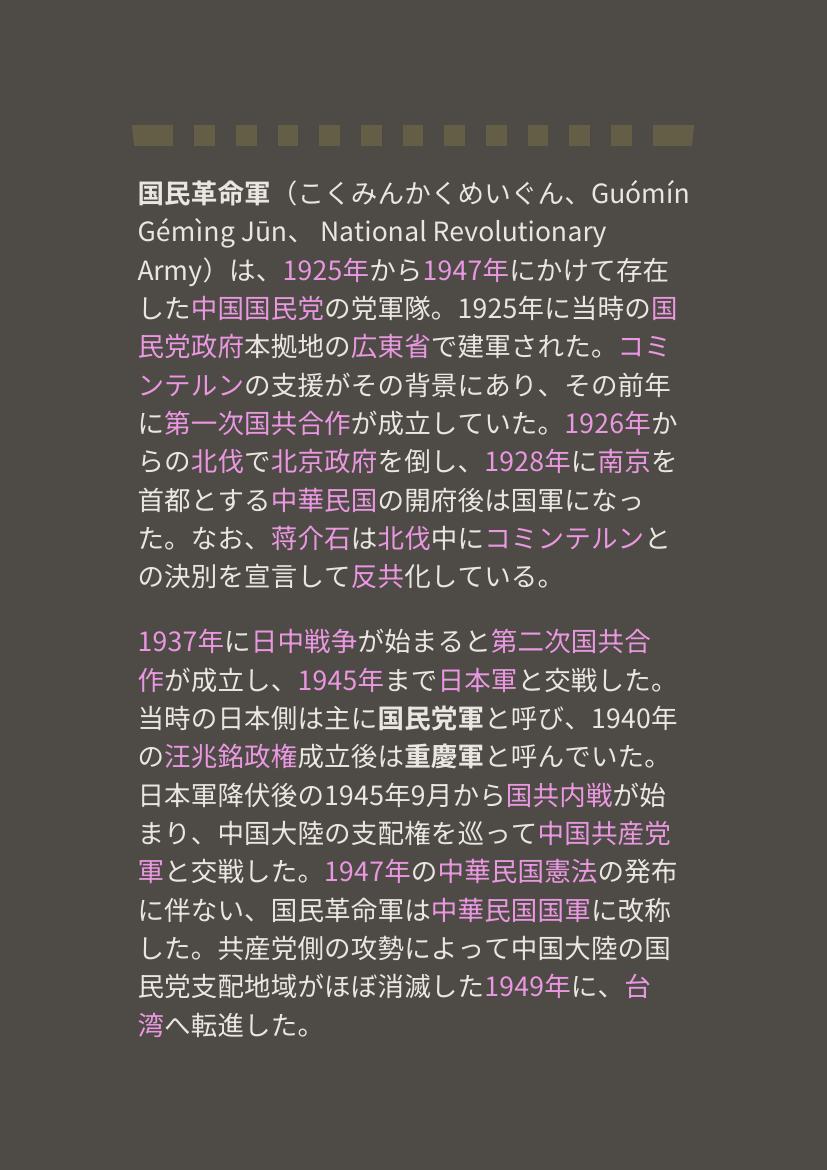 国民革命軍（こくみんかくめいぐん、Guómín
Gémìng Jūn、 National Revolutionary
Army）は、1925年から1947年にかけて存在
した中国国民党の党軍隊。1925年に当時の国
民党政府本拠地の広東省で建軍された。コミ
ンテルンの支援がその背景にあり、その前年
に第一次国共合作が成立していた。1926年か
らの北伐で北京政府を倒し、1928年に南京を
首都とする中華民国の開府後は国軍になっ
た。なお、蒋介石は北伐中にコミンテルンと
の決別を宣言して反共化している。
1937年に日中戦争が始まると第二次国共合
作が成立し、1945年まで日本軍と交戦した。
当時の日本側は主に国民党軍と呼び、1940年
の汪兆銘政権成立後は重慶軍と呼んでいた。
日本軍降伏後の1945年9月から国共内戦が始
まり、中国大陸の支配権を巡って中国共産党
軍と交戦した。1947年の中華民国憲法の発布
に伴ない、国民革命軍は中華民国国軍に改称
した。共産党側の攻勢によって中国大陸の国
民党支配地域がほぼ消滅した1949年に、台
湾へ転進した。